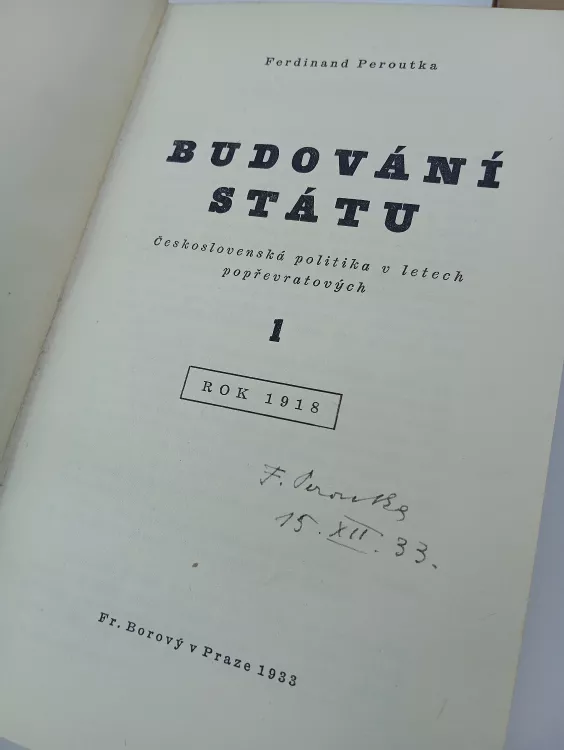 Ferdinand Peroutka
BUDOVÁNÍ
STÁTU
Československá politika v letech
popřevratových
1
ROK 1918
F. Peroutka
15. XII. 33.
Fr. Borový v Praze 1933